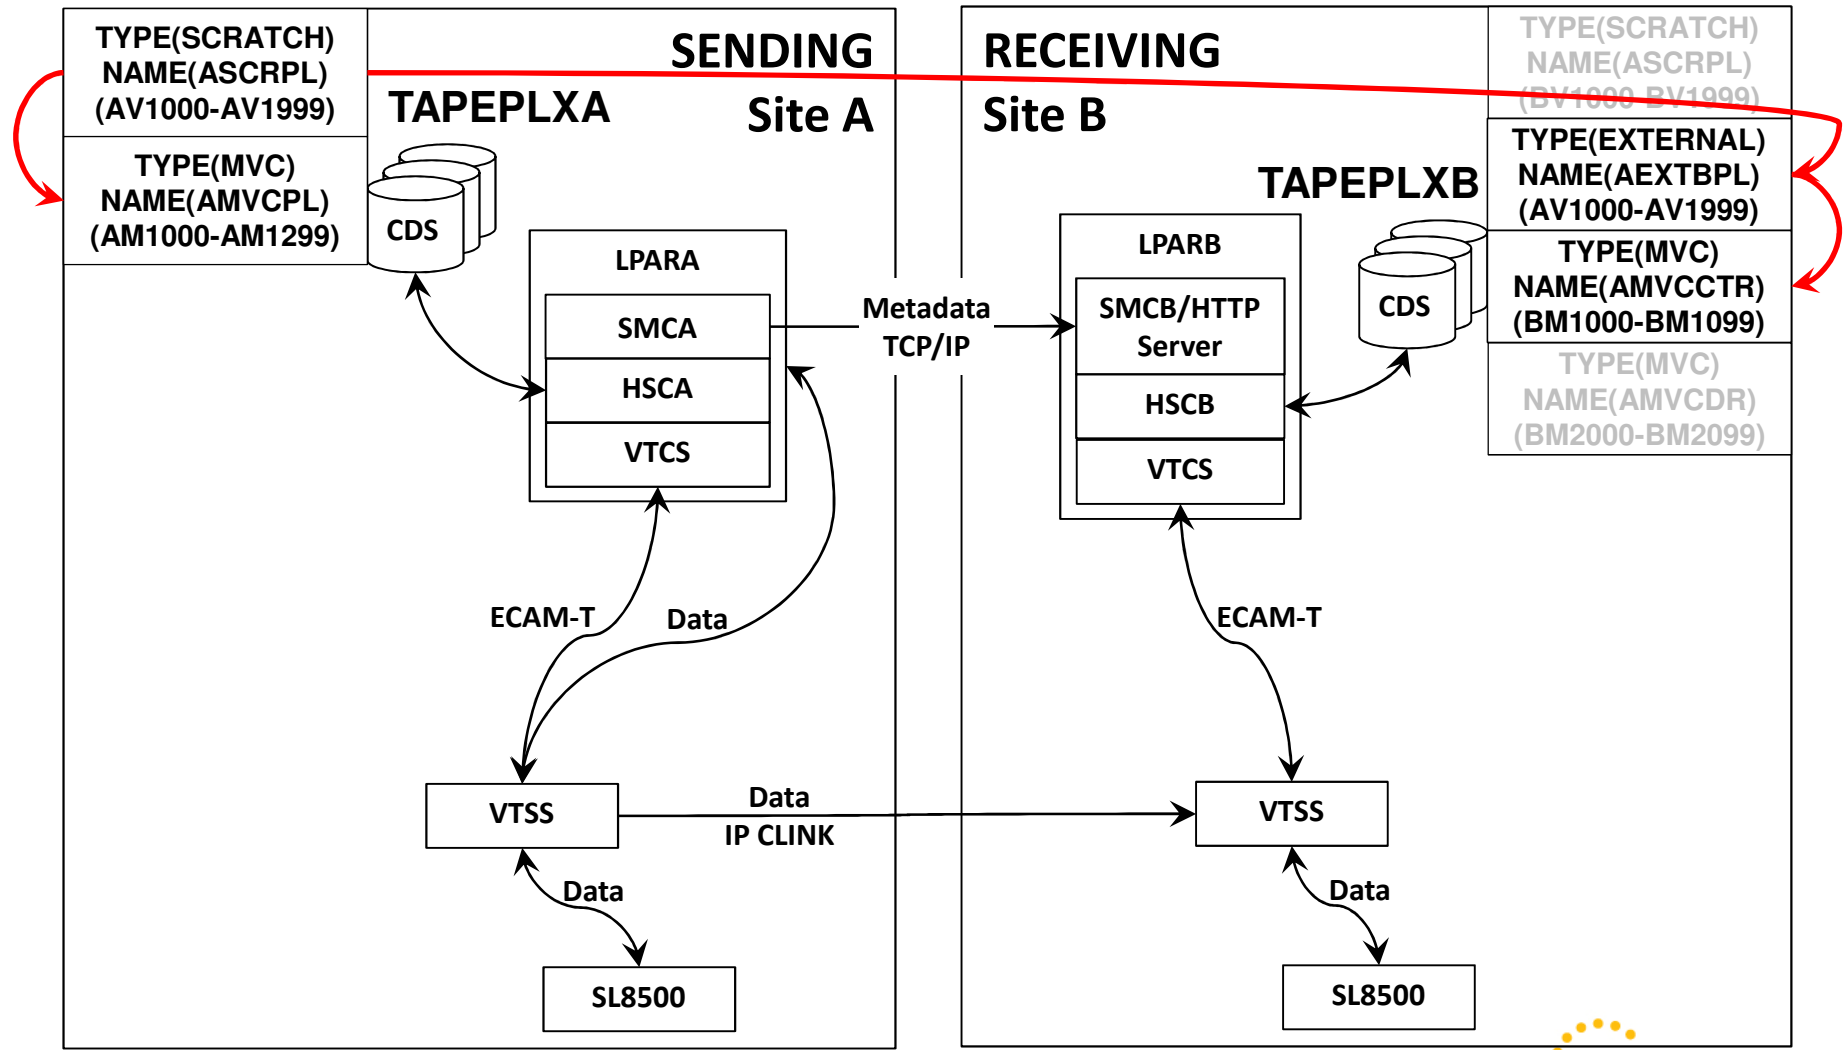 TYPE(SCRATCH)
NAME(ASCRPL)
(AV1000-AV1999)
TYPE(MVC)
NAME(AMVCPL)
(AM1000-AM1299)
SENDING
Site A
TAPEPLXA
CDS
LPARA
SMCA
HSCA
VTCS
ECAM-T
Data
VTSS
Data
SL8500
Metadata
TCP/IP
Data
IP CLINK
RECEIVING
Site B
TAPEPLXB
TYPE(SCRATCH)
NAME(ASCRPL)
(BV1000-BV1999)
TYPE(EXTERNAL)
NAME(AEXTBPL)
(AV1000-AV1999)
TYPE(MVC)
NAME(AMVCCTR)
(BM1000-BM1099)
TYPE(MVC)
NAME(AMVCDR)
(BM2000-BM2099)
CDS
LPARB
SMCB/HTTP
Server
HSCB
VTCS
ECAM-T
VTSS
Data
SL8500